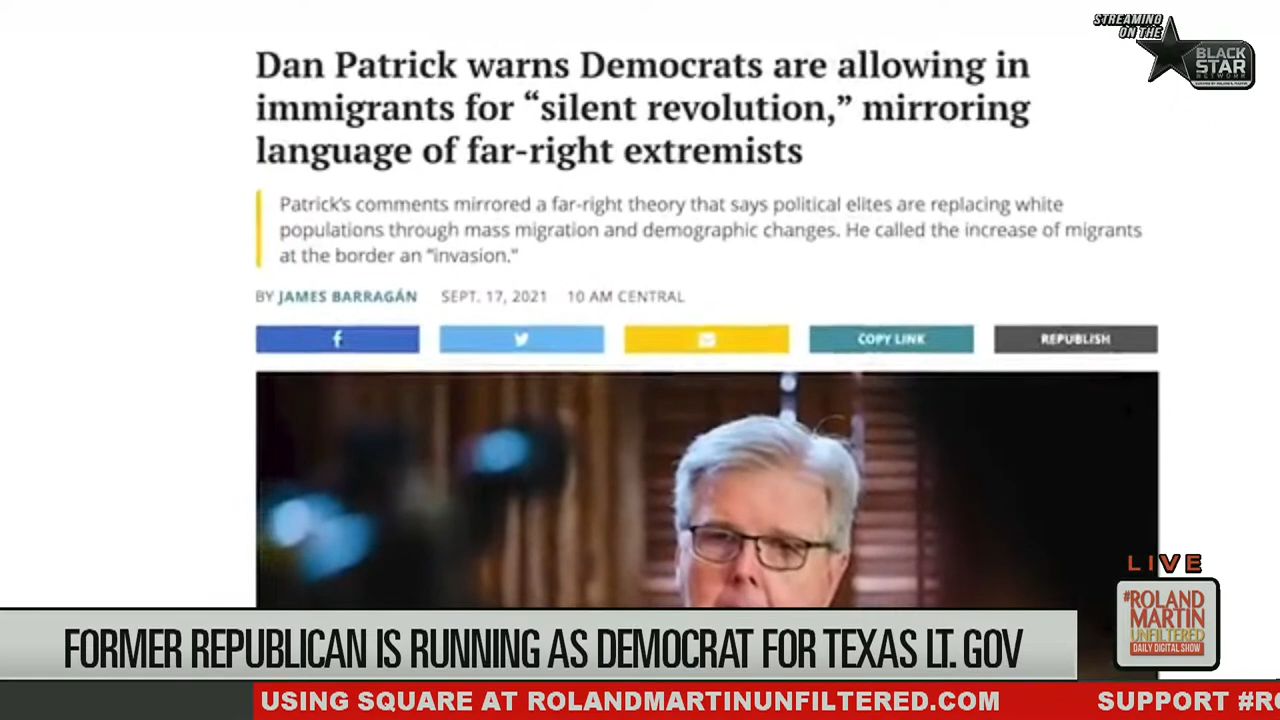 STREAMING
ON THE
BLACK
STAR
NETWORK
Dan Patrick warns Democrats are allowing in
immigrants for “silent revolution,” mirroring
language of far-right extremists
Patrick's comments mirrored a far-right theory that says political elites are replacing white
populations through mass migration and demographic changes. He called the increase of migrants
at the border an “invasion.”
BY JAMES BARRAGÁN SEPT. 17, 2021 10 AM CENTRAL
COPY LINK
REPUBLISH
LIVE
#ROLAND
MARTIN
UNFILTERED
DAILY DIGITAL SHOW
FORMER REPUBLICAN IS RUNNING AS DEMOCRAT FOR TEXAS LT. GOV
USING SQUARE AT ROLANDMARTINUNFILTERED.COM SUPPORT #RO